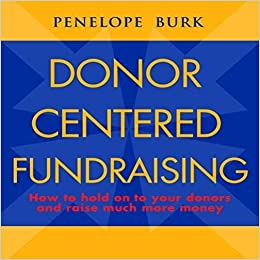 PENELOPE BURK
DONOR
CENTERED
FUNDRAISING
How to hold on to your donors
and raise much more money